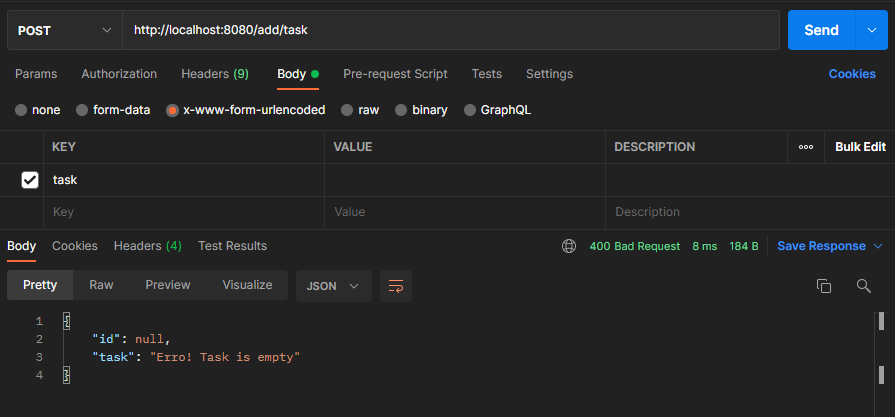 POST http://localhost:8080/add/task Send
Params Authorization Headers (9) Body Pre-request Script Tests Settings Cookies
none form-data x-www-form-urlencoded raw binary GraphQL
KEY VALUE DESCRIPTION ooo Bulk Edit
task
Key Value Description
Body Cookies Headers (4) Test Results 400 Bad Request 8 ms 184 B Save Response
Pretty Raw Preview Visualize JSON
1 {
2 "id": null,
3 "task": "Erro! Task is empty"
4 }